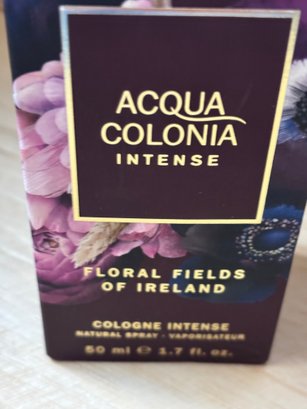 ACQUA
COLONIA
INTENSE
FLORAL FIELDS
OF IRELAND
COLOGNE INTENSE
NATURAL SPRAY - VAPORISATEUR
50 ml ℮ 1.7 fl. oz.